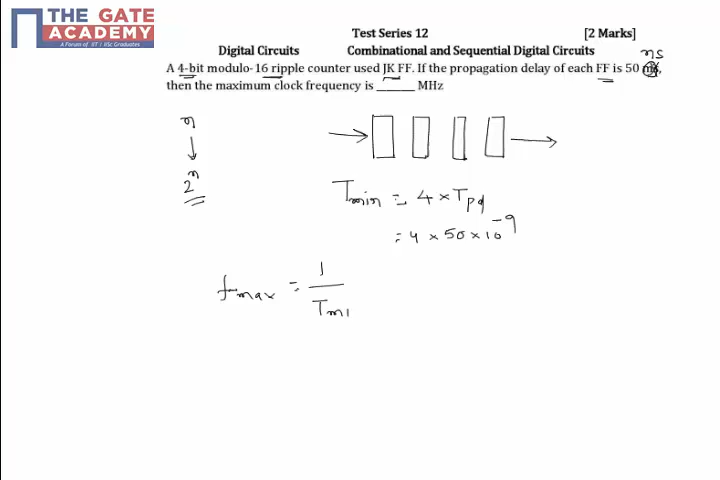 THE GATE
ACADEMY
A Forum of IIT / IISc Graduates
Test Series 12 [2 Marks]
Digital Circuits Combinational and Sequential Digital Circuits
ns
A 4-bit modulo-16 ripple counter used JK FF. If the propagation delay of each FF is 50
then the maximum clock frequency is ______ MHz
n
2^n
Tmin = 4 × Tpd
= 4 × 50 × 10^-9
fmax = 1 / Tmi